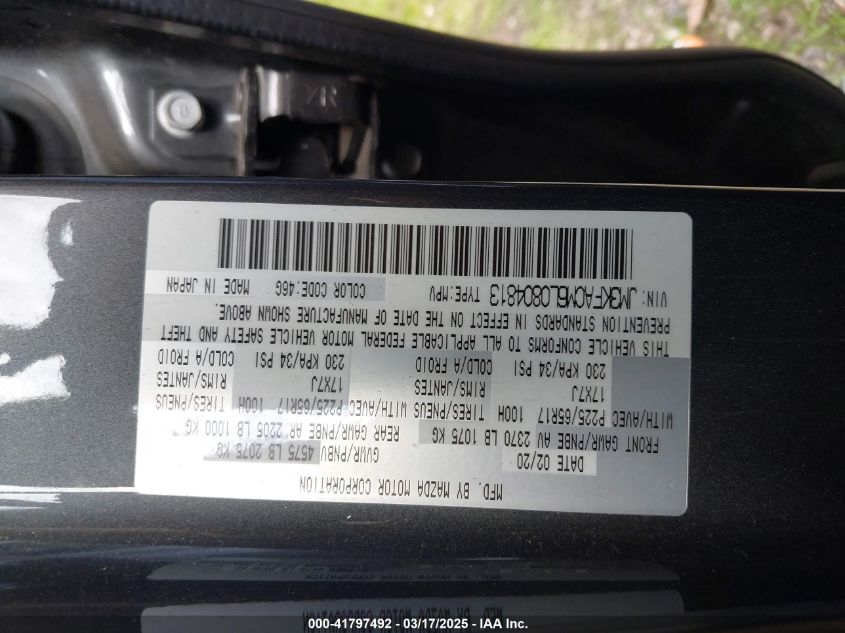 MFD. BY MAZDA MOTOR CORPORATION
DATE 02/20 GVWR/PNBV 4575 LB 2076 KG
FRONT GAWR/PNBE AV 2370 LB 1075 KG REAR GAWR/PNBE AR 2205 LB 1000 KG
WITH/AVEC P225/65R17 100H TIRES/PNEUS WITH/AVEC P225/65R17 100H TIRES/PNEUS
17X7J RIMS/JANTES 17X7J RIMS/JANTES
230 KPA/34 PSI COLD/A FROID 230 KPA/34 PSI COLD/A FROID
THIS VEHICLE CONFORMS TO ALL APPLICABLE FEDERAL MOTOR VEHICLE SAFETY AND THEFT
PREVENTION STANDARDS IN EFFECT ON THE DATE OF MANUFACTURE SHOWN ABOVE.
VIN: JM3KFACM6L0804813 TYPE:MPV COLOR CODE:46G MADE IN JAPAN
000-41797492 — 03/17/2025 — © IAA Inc.